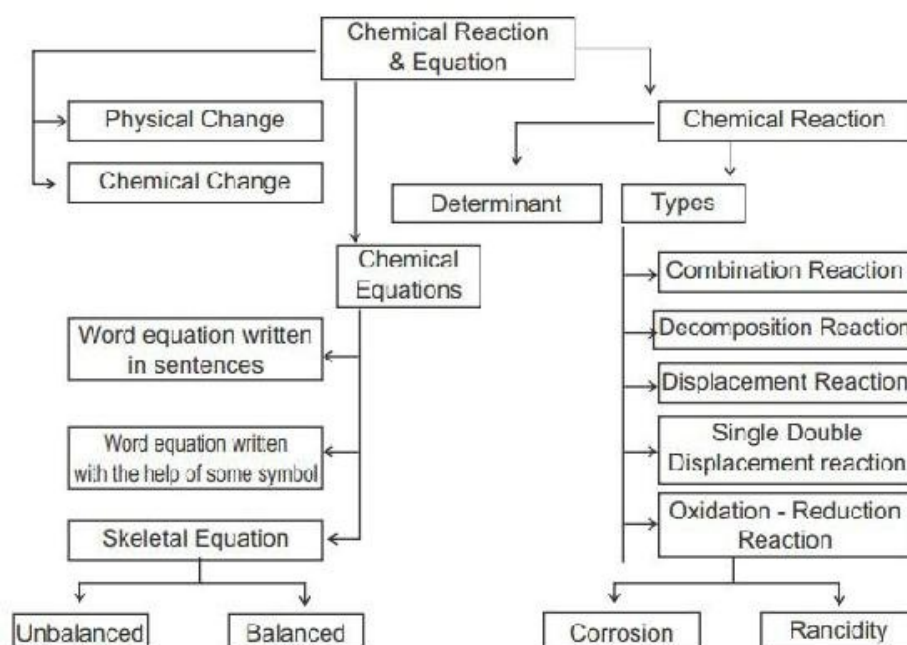 Chemical Reaction
& Equation
Physical Change
Chemical Reaction
Chemical Change
Determinant
Types
Chemical
Equations
Combination Reaction
Word equation written
in sentences
Decomposition Reaction
Displacement Reaction
Word equation written
with the help of some symbol
Single Double
Displacement reaction
Skeletal Equation
Oxidation - Reduction
Reaction
Unbalanced
Balanced
Corrosion
Rancidity